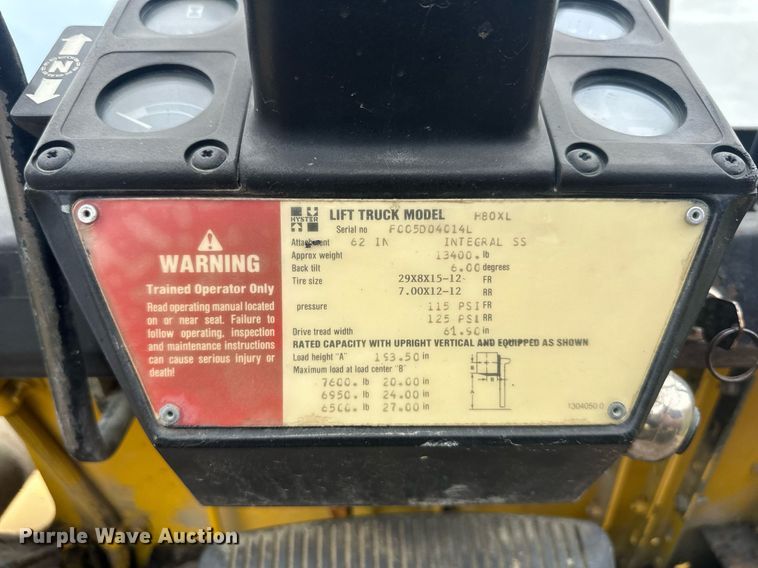 N
WARNING
Trained Operator Only
Read operating manual located
on or near seat. Failure to
follow operating, inspection
and maintenance instructions
can cause serious injury or
death!
HYSTER
LIFT TRUCK MODEL H80XL
Serial no F005D04014L
Attachment 62 IN INTEGRAL SS
Approx weight 13400. lb
Back tilt 6.00 degrees
Tire size 29X8X15-12 FR
7.00X12-12 RR
pressure 115 PSI FR
125 PSI RR
Drive tread width 61.90 in
RATED CAPACITY WITH UPRIGHT VERTICAL AND EQUIPPED AS SHOWN
Load height "A" 193.50 in
Maximum load at load center "B"
7600. lb 20.00 in
6950. lb 24.00 in
6500. lb 27.00 in
B
B
A
1304050 0
Purple Wave Auction